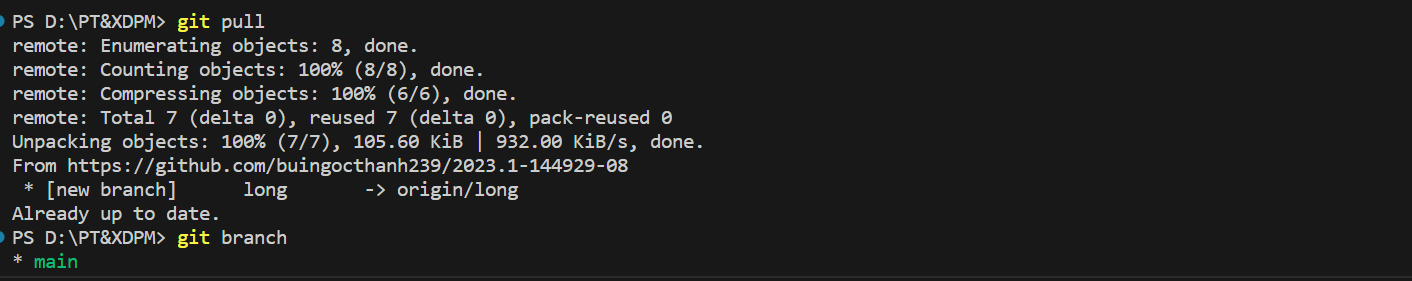 PS D:\PT&XDPM> git pull
remote: Enumerating objects: 8, done.
remote: Counting objects: 100% (8/8), done.
remote: Compressing objects: 100% (6/6), done.
remote: Total 7 (delta 0), reused 7 (delta 0), pack-reused 0
Unpacking objects: 100% (7/7), 105.60 KiB | 932.00 KiB/s, done.
From https://github.com/buingocthanh239/2023.1-144929-08
 * [new branch]      long       -> origin/long
Already up to date.
PS D:\PT&XDPM> git branch
* main